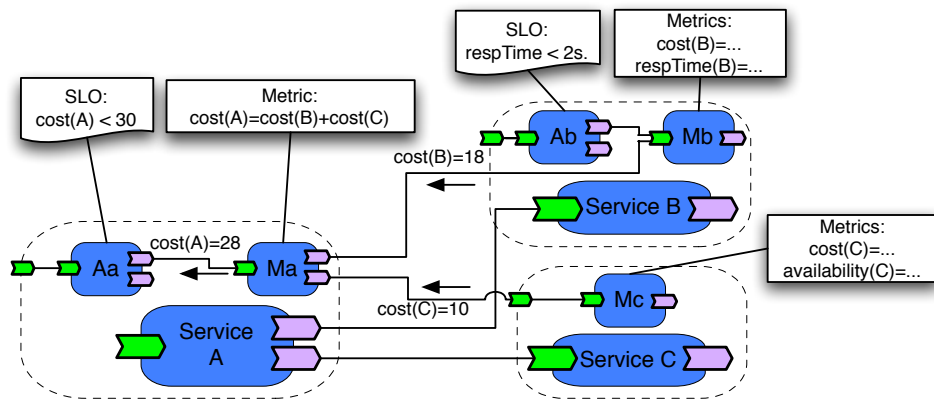 SLO:
respTime < 2s.
Metrics:
cost(B)=...
respTime(B)=...
SLO:
cost(A) < 30
Metric:
cost(A)=cost(B)+cost(C)
Ab
Mb
cost(B)=18
Service B
Metrics:
cost(C)=...
availability(C)=...
cost(A)=28
Aa
Ma
cost(C)=10
Mc
Service
A
Service C